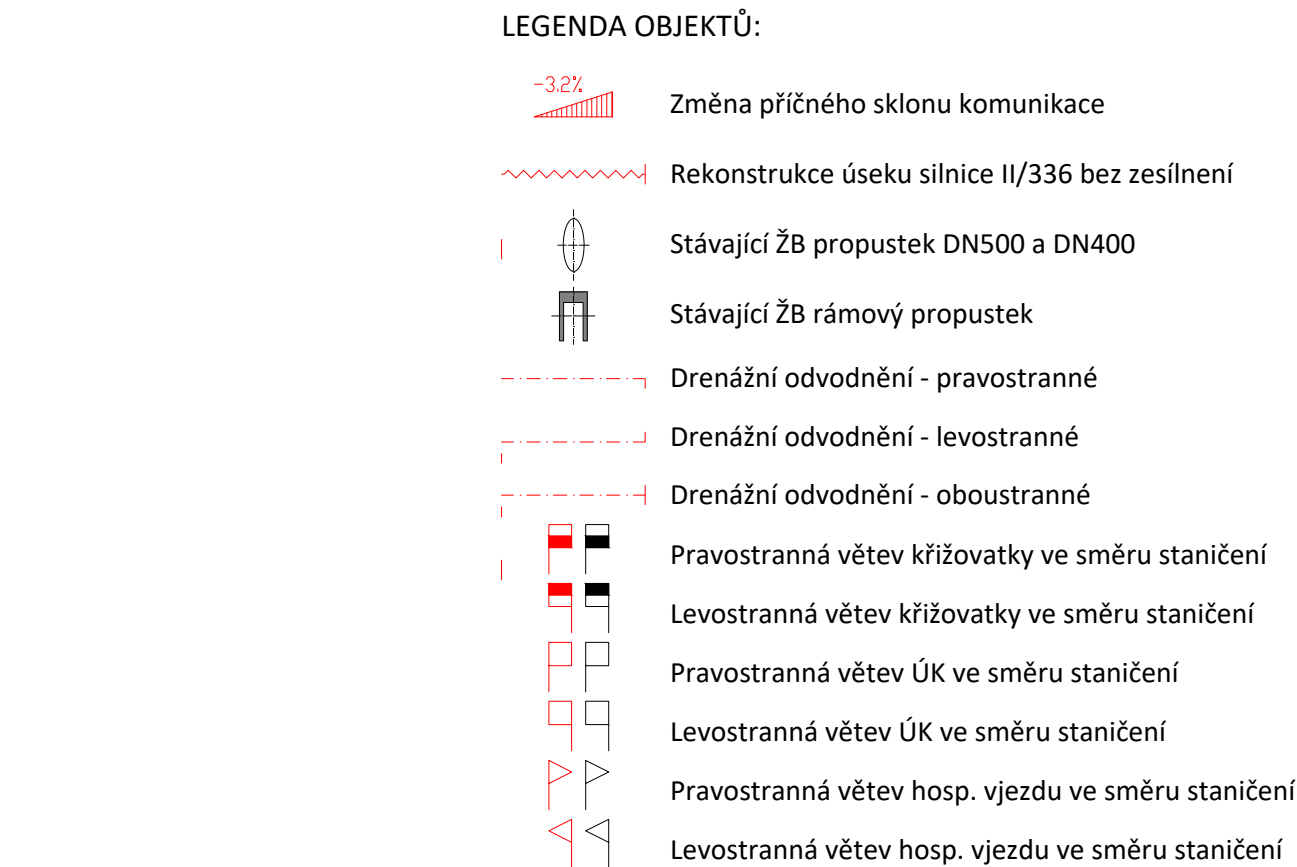 LEGENDA OBJEKTŮ:
-3.2%
Změna příčného sklonu komunikace
Rekonstrukce úseku silnice II/336 bez zesílnení
Stávající ŽB propustek DN500 a DN400
Stávající ŽB rámový propustek
Drenážní odvodnění - pravostranné
Drenážní odvodnění - levostranné
Drenážní odvodnění - oboustranné
Pravostranná větev křižovatky ve směru staničení
Levostranná větev křižovatky ve směru staničení
Pravostranná větev ÚK ve směru staničení
Levostranná větev ÚK ve směru staničení
Pravostranná větev hosp. vjezdu ve směru staničení
Levostranná větev hosp. vjezdu ve směru staničení